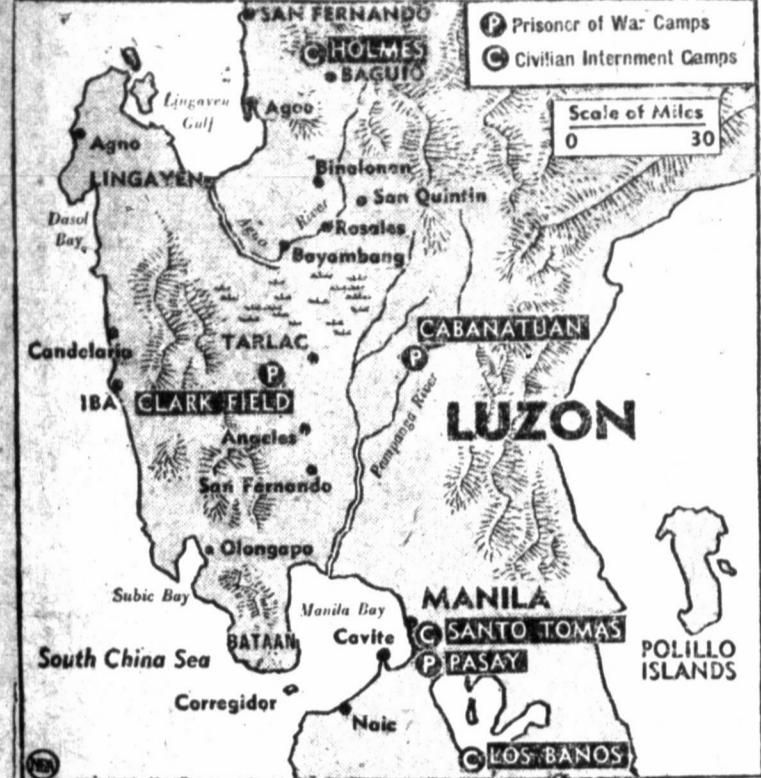 SAN FERNANDO
P Prisoner of War Camps
C HOLMES
C Civilian Internment Camps
BAGUIO
Lingayen
Gulf
Agoo
Scale of Miles
0 30
Agno
LINGAYEN
Binalonan
San Quintin
Dasol
Bay
Agno River
Rosales
Bayambang
CABANATUAN
P
Candelaria
TARLAC
P
IBA
CLARK FIELD
LUZON
Pampanga River
Angeles
San Fernando
Olongapo
Subic Bay
Manila Bay
MANILA
C SANTO TOMAS
BATAAN
Cavite
P PASAY
South China Sea
POLILLO
ISLANDS
Corregidor
Naic
C LOS BANOS
NEA